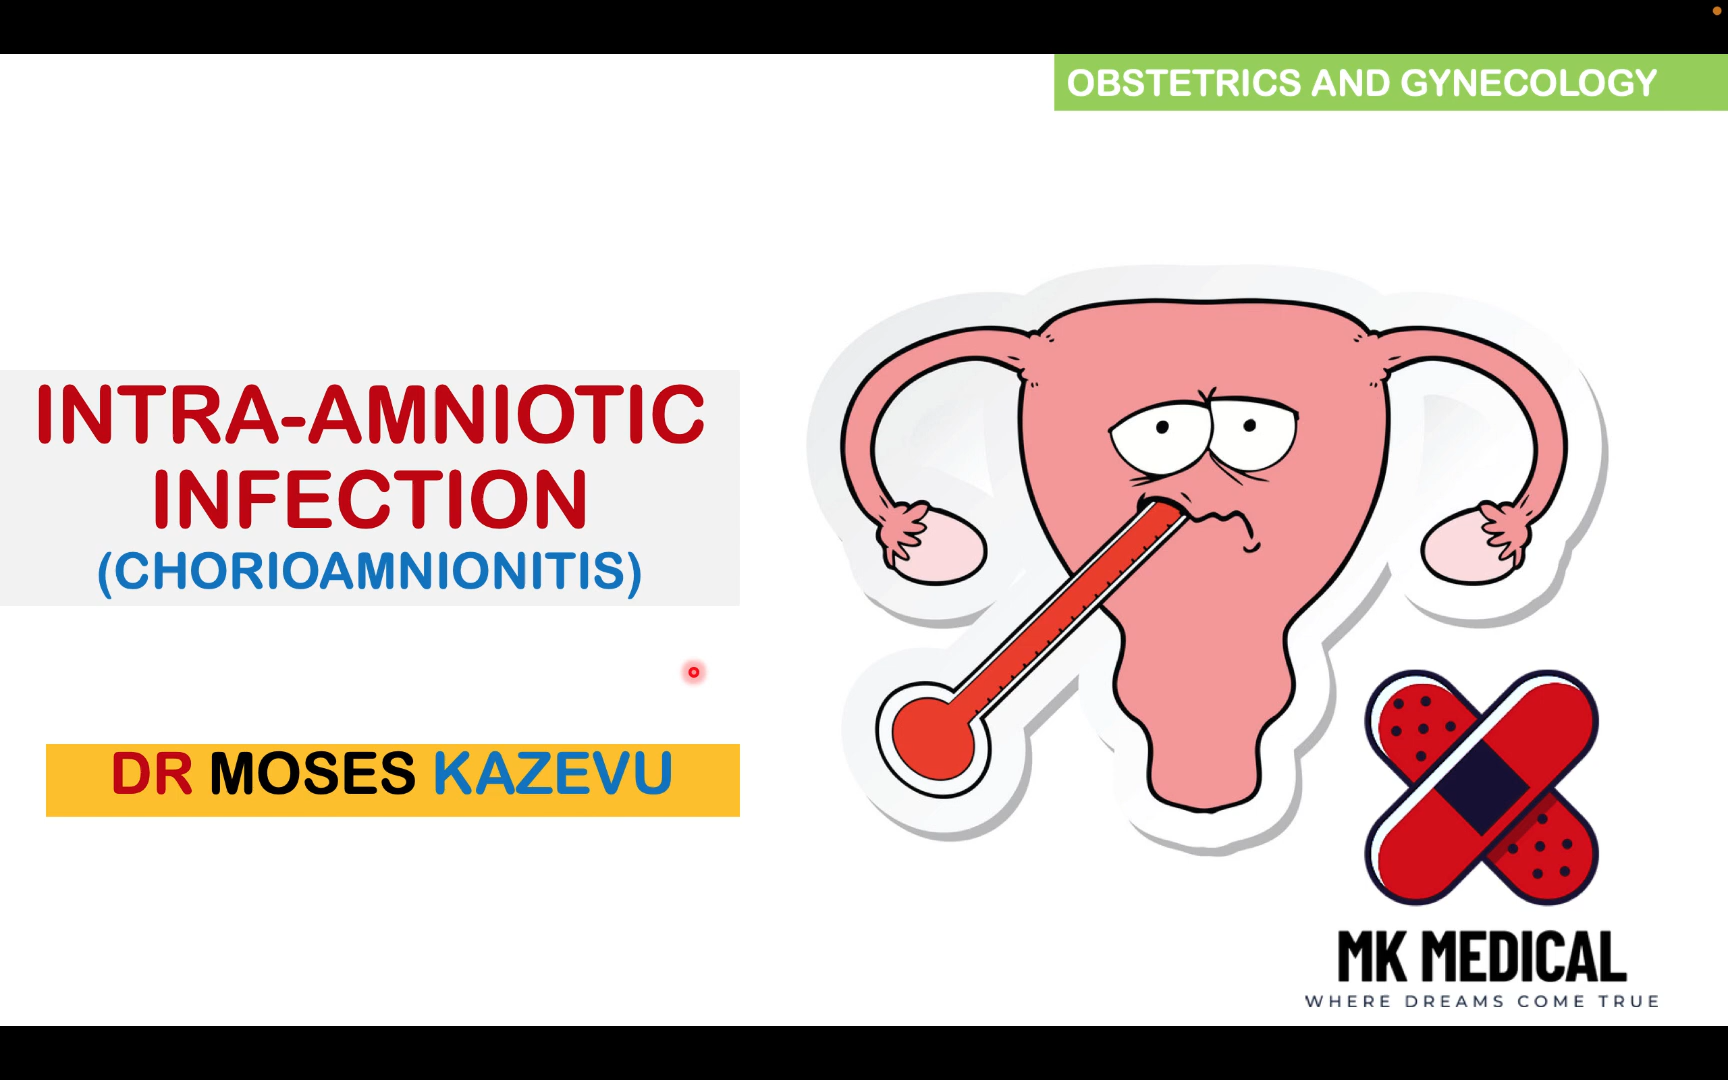 OBSTETRICS AND GYNECOLOGY
INTRA-AMNIOTIC
INFECTION
(CHORIOAMNIONITIS)
DR MOSES KAZEVU
MK MEDICAL
WHERE DREAMS COME TRUE